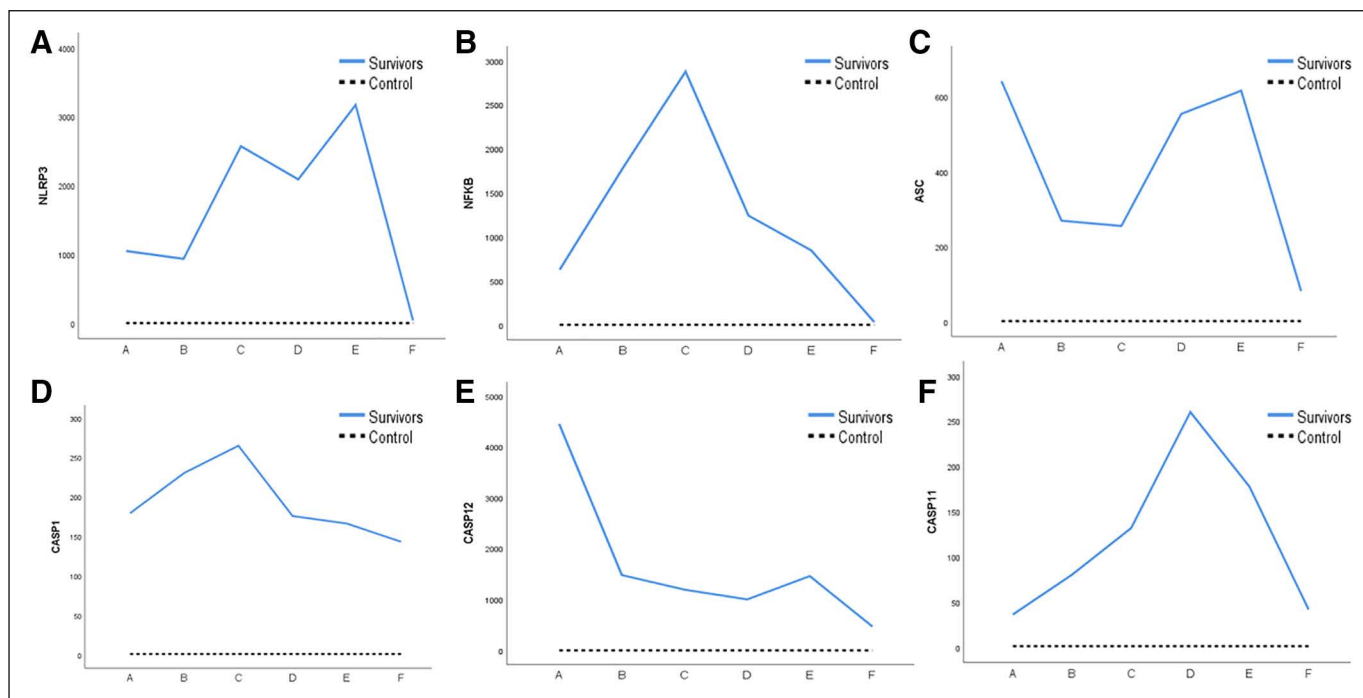 A
Survivors
Control
4000
3000
2000
1000
0
NLRP3
A B C D E F
B
Survivors
Control
3000
2500
2000
1500
1000
500
0
NFKB
A B C D E F
C
Survivors
Control
600
400
200
0
ASC
A B C D E F
D
Survivors
Control
300
250
200
150
100
50
0
CASP1
A B C D E F
E
Survivors
Control
5000
4000
3000
2000
1000
0
CASP12
A B C D E F
F
Survivors
Control
300
250
200
150
100
50
0
CASP11
A B C D E F